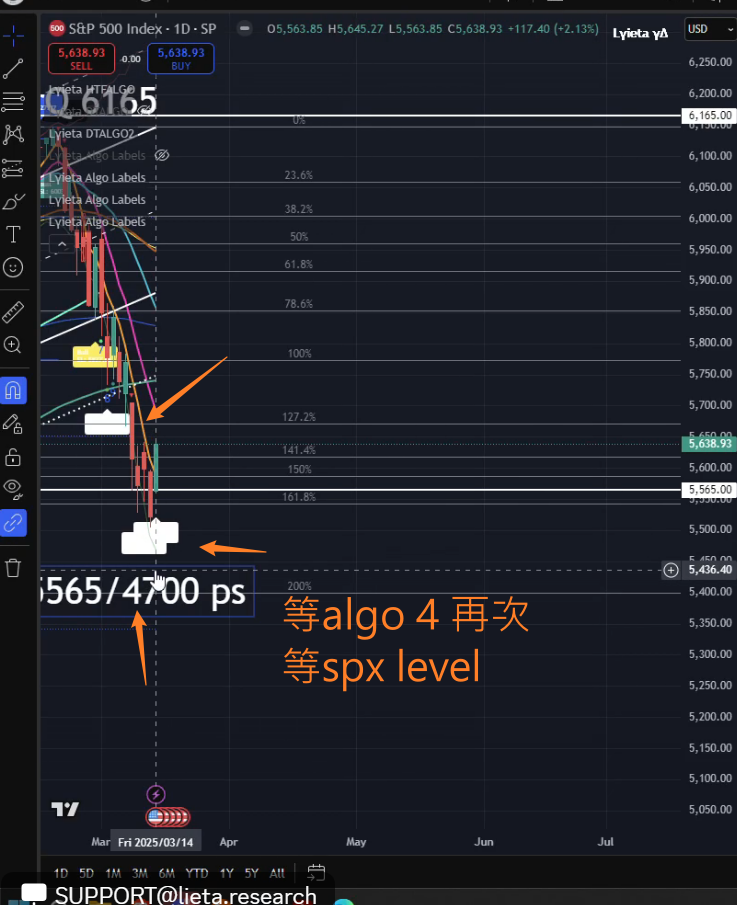 S&P 500 Index · 1D · SP
O5,563.85 H5,645.27 L5,563.85 C5,638.93 +117.40 (+2.13%)
Lyieta γΔ
USD
5,638.93
SELL
-0.00
5,638.93
BUY
6165
Lyieta HTFALGO
Lyieta DTALGO2
Lyieta Algo Labels
Lyieta Algo Labels
Lyieta Algo Labels
Lyieta Algo Labels
0%
23.6%
38.2%
50%
61.8%
78.6%
100%
127.2%
141.4%
150%
161.8%
200%
6,250.00
6,200.00
6,165.00
6,100.00
6,050.00
6,000.00
5,950.00
5,900.00
5,850.00
5,800.00
5,750.00
5,700.00
5,638.93
5,600.00
5,565.00
5,500.00
5,436.40
5,400.00
5,350.00
5,300.00
5,250.00
5,200.00
5,150.00
5,100.00
5,050.00
5565/4700 ps
等algo 4 再次
等spx level
Mar
Fri 2025/03/14
Apr
May
Jun
Jul
1D 5D 1M 3M 6M YTD 1Y 5Y All
SUPPORT@lieta.research